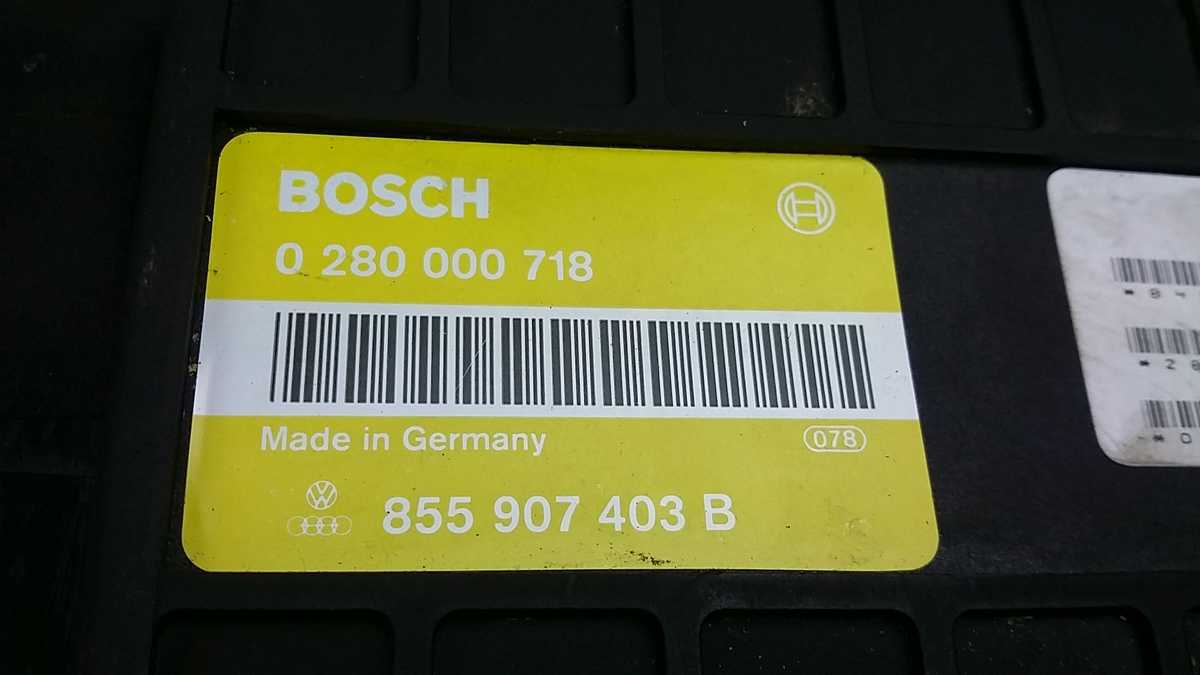 BOSCH
0 280 000 718
Made in Germany
078
855 907 403 B